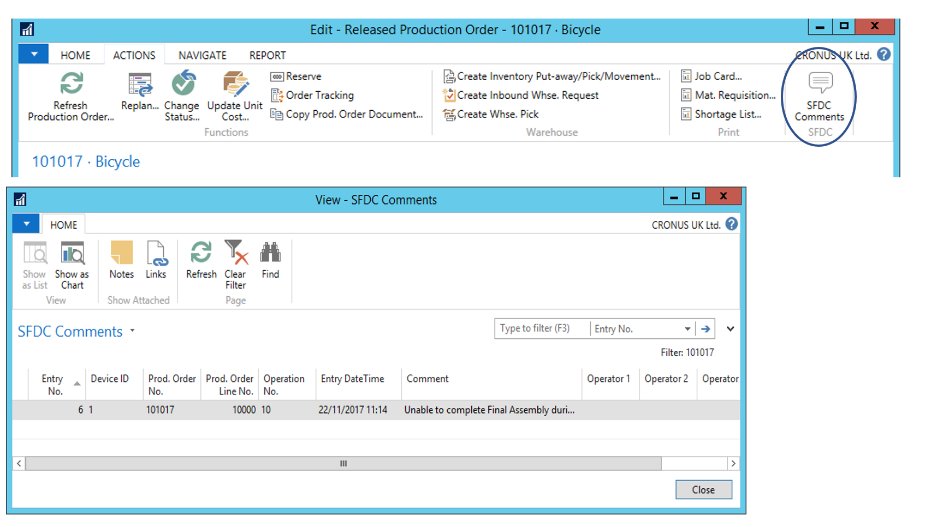 Edit - Released Production Order - 101017 · Bicycle
HOME ACTIONS NAVIGATE REPORT CRONUS UK Ltd.
Refresh Production Order...
Replan...
Change Status...
Update Unit Cost...
Reserve
Order Tracking
Copy Prod. Order Document...
Functions
Create Inventory Put-away/Pick/Movement...
Create Inbound Whse. Request
Create Whse. Pick
Warehouse
Job Card...
Mat. Requisition...
Shortage List...
Print
SFDC Comments
SFDC
101017 · Bicycle
View - SFDC Comments
HOME CRONUS UK Ltd.
Show as List
Show as Chart
View
Notes
Links
Show Attached
Refresh
Clear Filter
Find
Page
SFDC Comments
Type to filter (F3) Entry No.
Filter: 101017
Entry No. Device ID Prod. Order No. Prod. Order Line No. Operation No. Entry DateTime Comment Operator 1 Operator 2 Operator
6 1 101017 10000 10 22/11/2017 11:14 Unable to complete Final Assembly duri...
Close